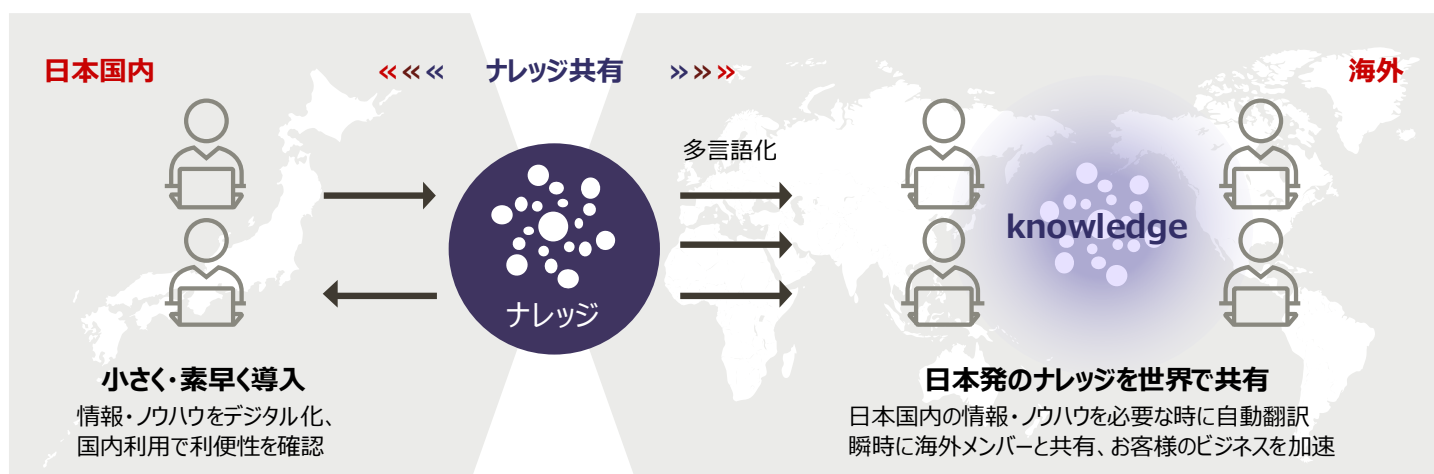 日本国内
«««
ナレッジ共有
»»»
海外
多言語化
ナレッジ
knowledge
小さく・素早く導入
情報・ノウハウをデジタル化、
国内利用で利便性を確認
日本発のナレッジを世界で共有
日本国内の情報・ノウハウを必要な時に自動翻訳
瞬時に海外メンバーと共有、お客様のビジネスを加速